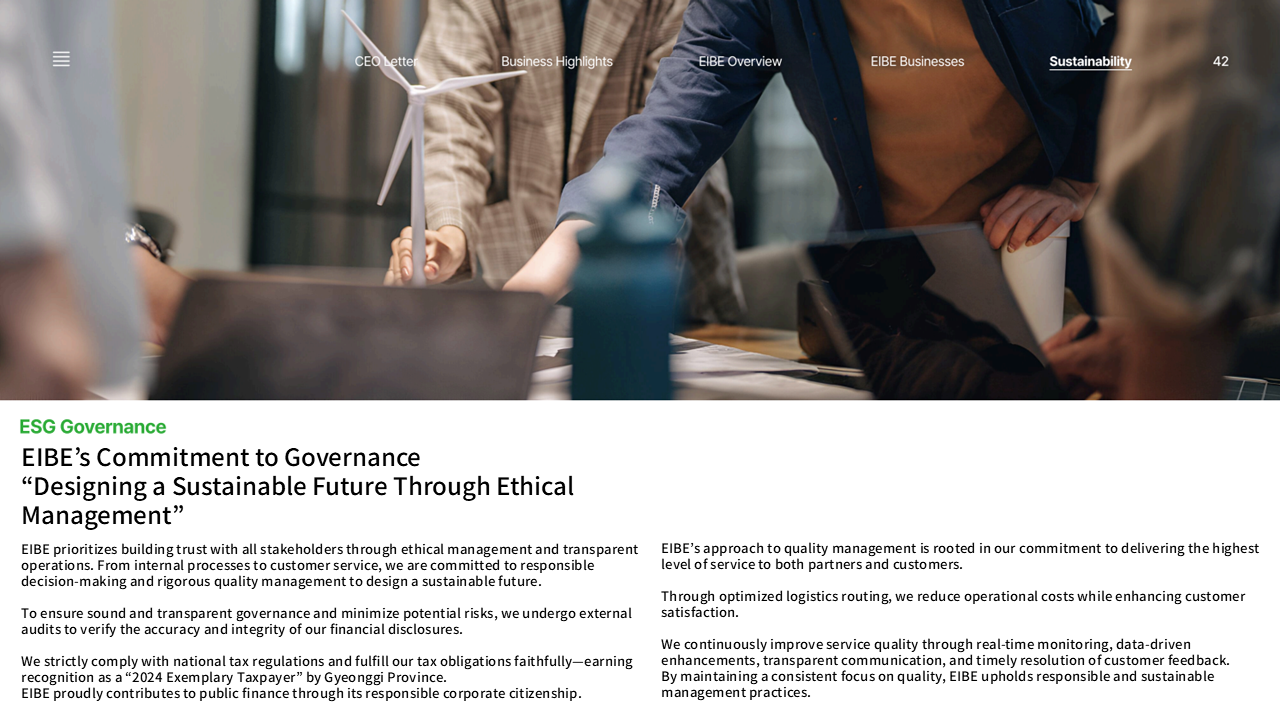 CEO Letter
Business Highlights
EIBE Overview
EIBE Businesses
Sustainability
42
ESG Governance
EIBE’s Commitment to Governance
“Designing a Sustainable Future Through Ethical
Management”
EIBE prioritizes building trust with all stakeholders through ethical management and transparent
operations. From internal processes to customer service, we are committed to responsible
decision-making and rigorous quality management to design a sustainable future.
To ensure sound and transparent governance and minimize potential risks, we undergo external
audits to verify the accuracy and integrity of our financial disclosures.
We strictly comply with national tax regulations and fulfill our tax obligations faithfully—earning
recognition as a “2024 Exemplary Taxpayer” by Gyeonggi Province.
EIBE proudly contributes to public finance through its responsible corporate citizenship.
EIBE’s approach to quality management is rooted in our commitment to delivering the highest
level of service to both partners and customers.
Through optimized logistics routing, we reduce operational costs while enhancing customer
satisfaction.
We continuously improve service quality through real-time monitoring, data-driven
enhancements, transparent communication, and timely resolution of customer feedback.
By maintaining a consistent focus on quality, EIBE upholds responsible and sustainable
management practices.